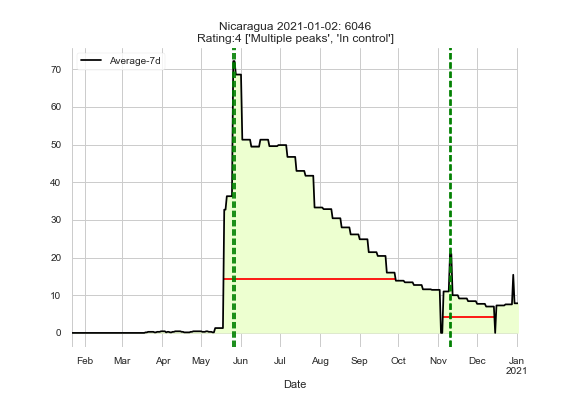 Nicaragua 2021-01-02: 6046
Rating:4 ['Multiple peaks', 'In control']
Average-7d
70
60
50
40
30
20
10
0
Feb Mar Apr May Jun Jul Aug Sep Oct Nov Dec Jan
2021
Date